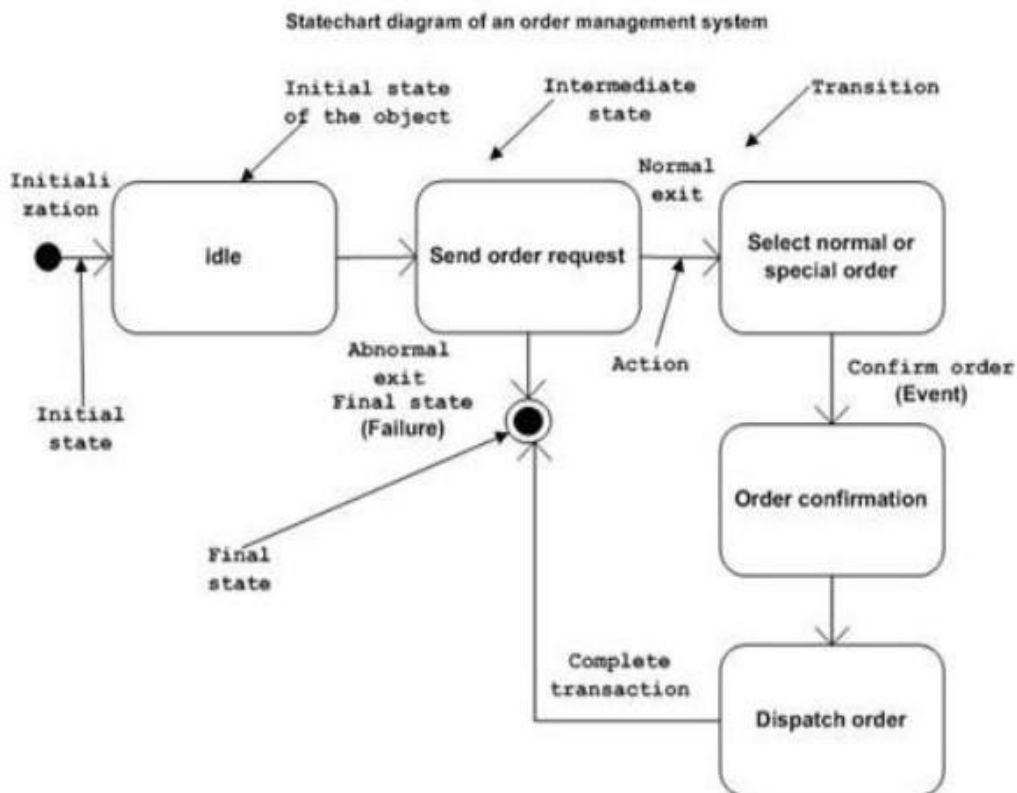 Statechart diagram of an order management system
Initial state
of the object
Intermediate
state
Transition
Initiali
zation
Normal
exit
idle
Send order request
Select normal or
special order
Initial
state
Abnormal
exit
Final state
(Failure)
Action
Confirm order
(Event)
Order confirmation
Final
state
Complete
transaction
Dispatch order